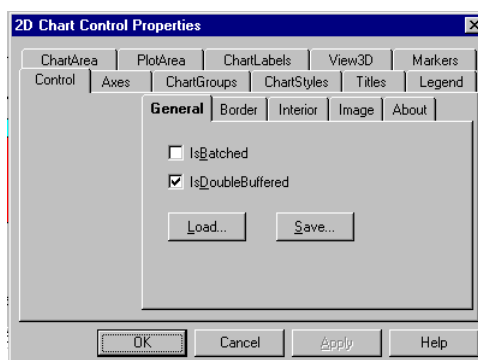 2D Chart Control Properties
ChartArea PlotArea ChartLabels View3D Markers
Control Axes ChartGroups ChartStyles Titles Legend
General Border Interior Image About
IsBatched
IsDoubleBuffered
Load... Save...
OK Cancel Apply Help